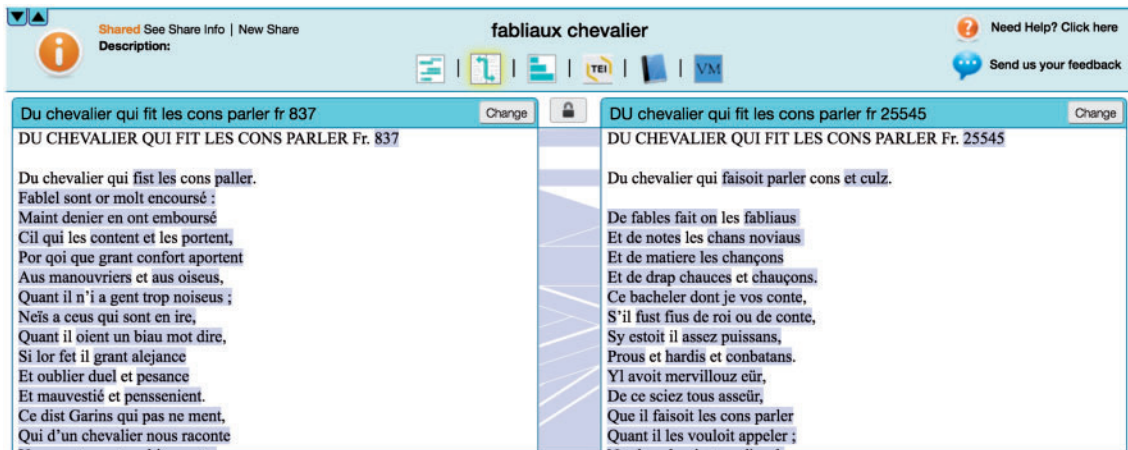 Shared See Share Info | New Share
Description:
fabliaux chevalier
TEI
VM
Need Help? Click here
Send us your feedback
Du chevalier qui fit les cons parler fr 837
Change
DU CHEVALIER QUI FIT LES CONS PARLER Fr. 837
Du chevalier qui fist les cons paller.
Fablel sont or molt encoursé :
Maint denier en ont emboursé
Cil qui les content et les portent,
Por qoi que grant confort aportent
Aus manouvriers et aus oiseus,
Quant il n'i a gent trop noiseus ;
Neïs a ceus qui sont en ire,
Quant il oient un biau mot dire,
Si lor fet il grant alejance
Et oublier duel et pesance
Et mauvestié et penssenient.
Ce dist Garins qui pas ne ment,
Qui d'un chevalier nous raconte
DU chevalier qui fit les cons parler fr 25545
Change
DU CHEVALIER QUI FIT LES CONS PARLER Fr. 25545
Du chevalier qui faisoit parler cons et culz.
De fables fait on les fabliaus
Et de notes les chans noviaus
Et de matiere les chançons
Et de drap chauces et chauçons.
Ce bacheler dont je vos conte,
S'il fust fius de roi ou de conte,
Sy estoit il assez puissans,
Prous et hardis et conbatans.
Yl avoit mervillouz eür,
De ce sciez tous asseür,
Que il faisoit les cons parler
Quant il les vouloit appeler ;